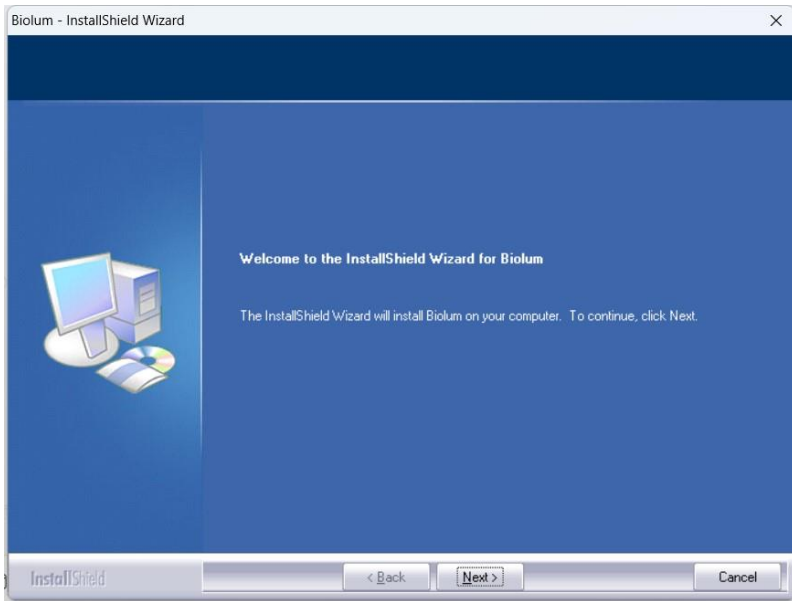 Biolum - InstallShield Wizard
Welcome to the InstallShield Wizard for Biolum
The InstallShield Wizard will install Biolum on your computer. To continue, click Next.
InstallShield
< Back
Next >
Cancel